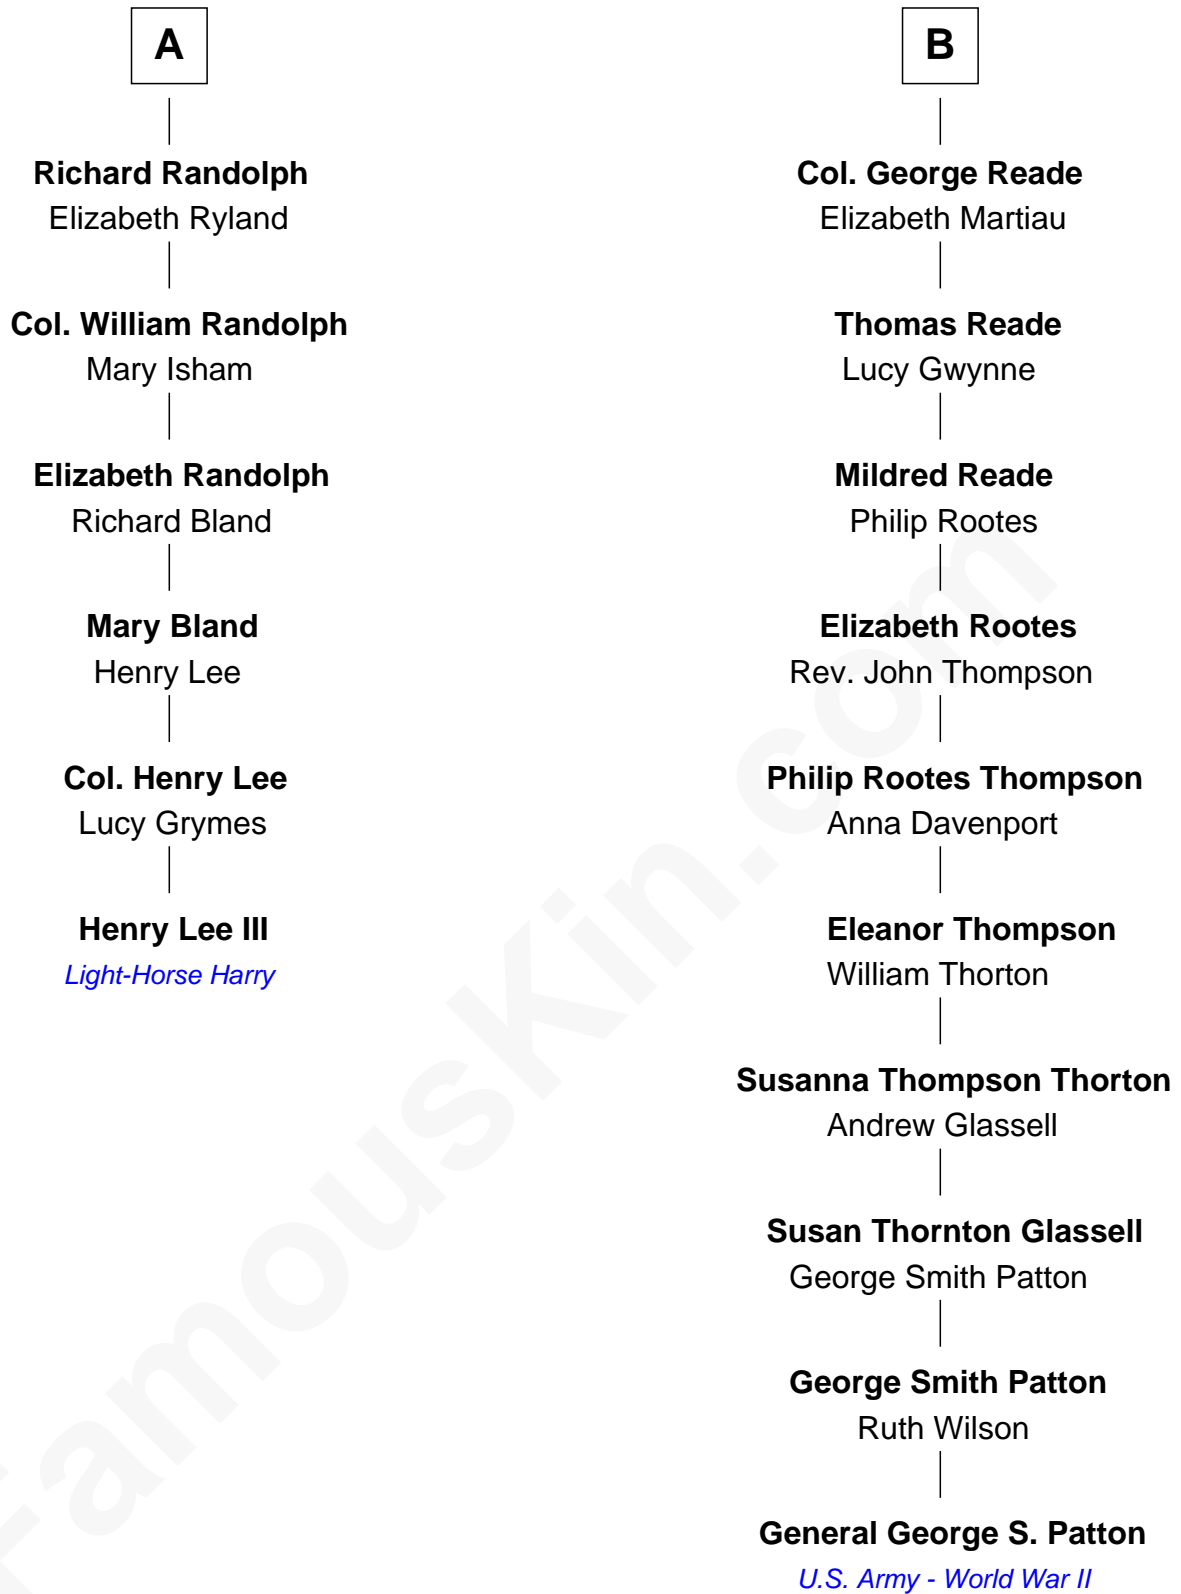 A
Richard Randolph
Elizabeth Ryland
Col. William Randolph
Mary Isham
Elizabeth Randolph
Richard Bland
Mary Bland
Henry Lee
Col. Henry Lee
Lucy Grymes
Henry Lee III
Light-Horse Harry
B
Col. George Reade
Elizabeth Martiau
Thomas Reade
Lucy Gwynne
Mildred Reade
Philip Rootes
Elizabeth Rootes
Rev. John Thompson
Philip Rootes Thompson
Anna Davenport
Eleanor Thompson
William Thorton
Susanna Thompson Thorton
Andrew Glassell
Susan Thornton Glassell
George Smith Patton
George Smith Patton
Ruth Wilson
General George S. Patton
U.S. Army - World War II
FamousKin.com